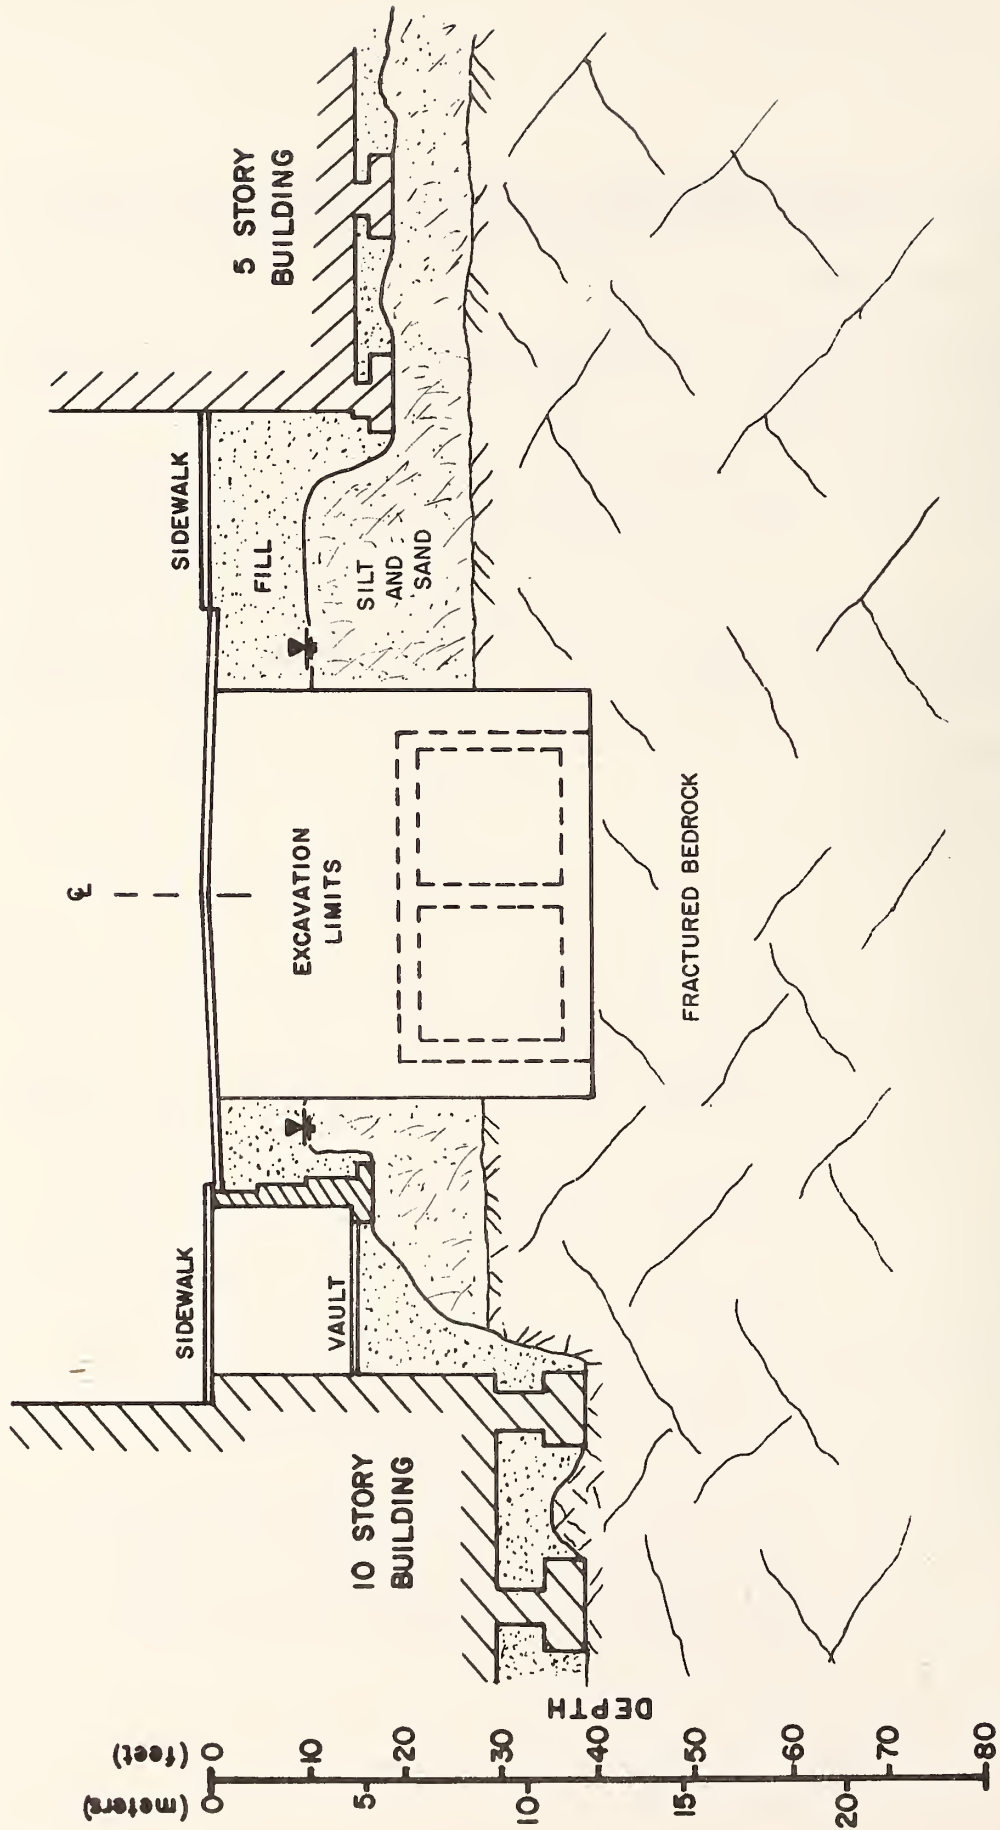 5 STORY
BUILDING
SIDEWALK
FILL
SILT
AND
SAND
℄
EXCAVATION
LIMITS
FRACTURED BEDROCK
SIDEWALK
VAULT
10 STORY
BUILDING
DEPTH
(feet)
0
10
20
30
40
50
60
70
80
(meters)
0
5
10
15
20